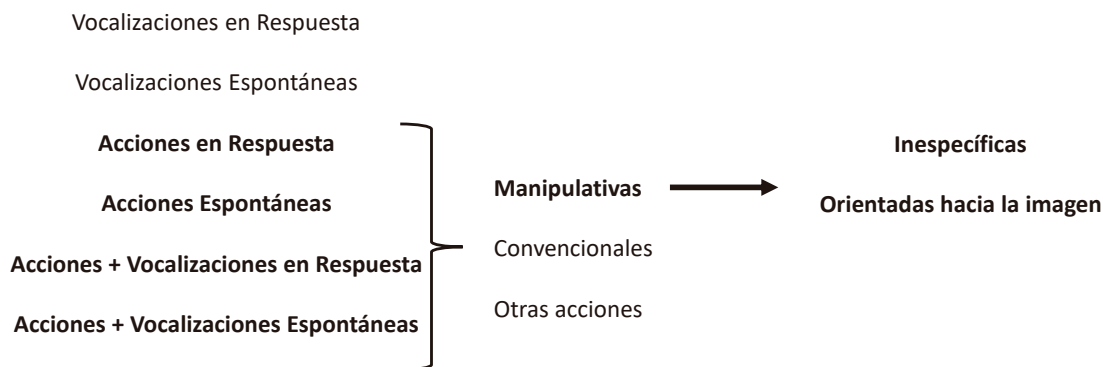 Vocalizaciones en Respuesta
Vocalizaciones Espontáneas
Acciones en Respuesta
Acciones Espontáneas
Acciones + Vocalizaciones en Respuesta
Acciones + Vocalizaciones Espontáneas
Manipulativas
Convencionales
Otras acciones
Inespecíficas
Orientadas hacia la imagen